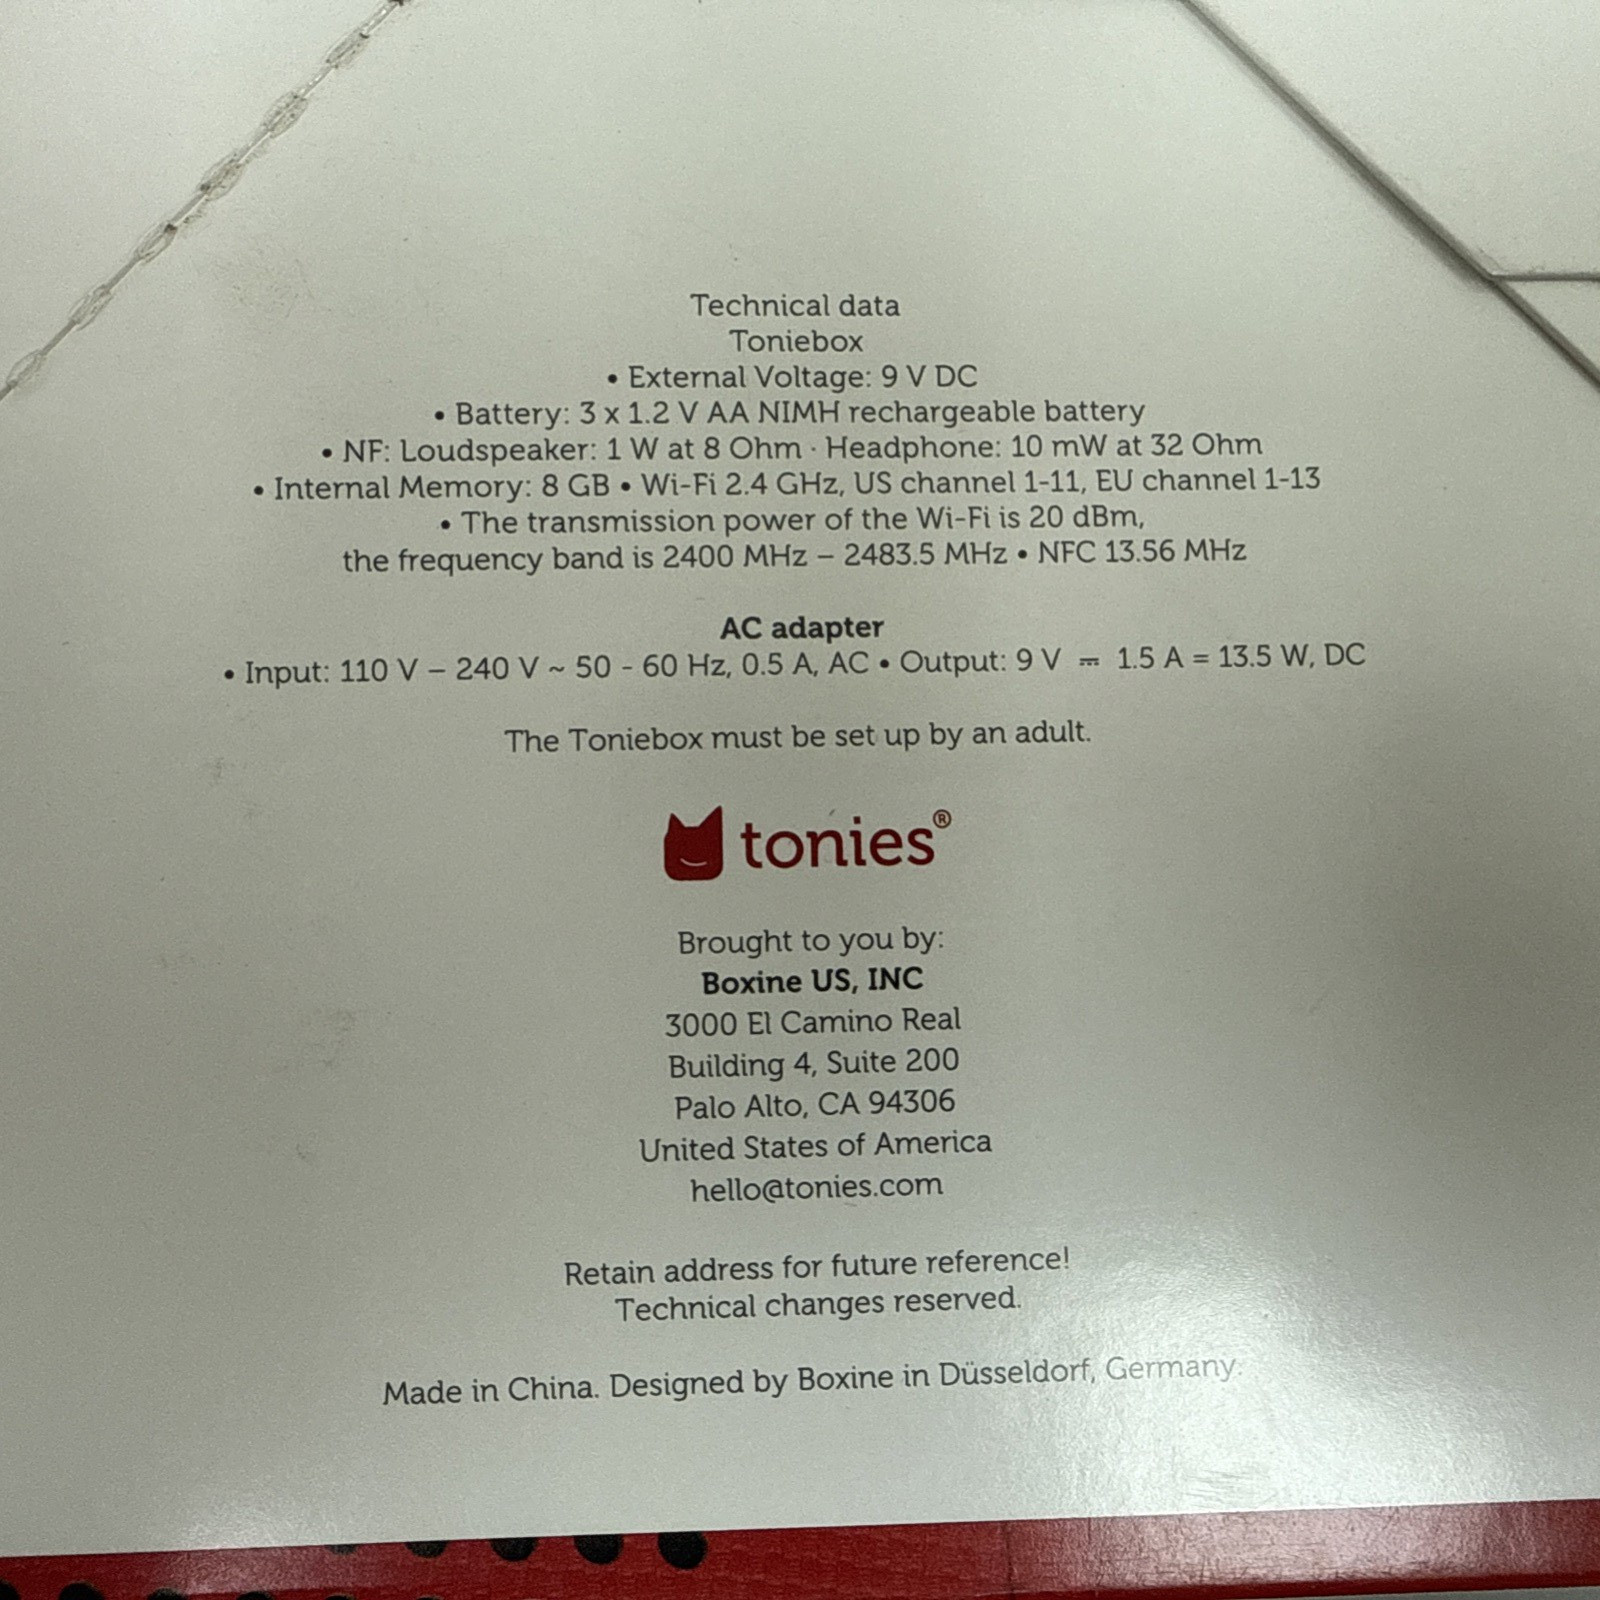 Technical data
Toniebox
• External Voltage: 9 V DC
• Battery: 3 x 1.2 V AA NIMH rechargeable battery
• NF: Loudspeaker: 1 W at 8 Ohm · Headphone: 10 mW at 32 Ohm
• Internal Memory: 8 GB • Wi-Fi 2.4 GHz, US channel 1-11, EU channel 1-13
• The transmission power of the Wi-Fi is 20 dBm,
the frequency band is 2400 MHz – 2483.5 MHz • NFC 13.56 MHz
AC adapter
• Input: 110 V – 240 V ~ 50 - 60 Hz, 0.5 A, AC • Output: 9 V ⎓ 1.5 A = 13.5 W, DC
The Toniebox must be set up by an adult.
tonies®
Brought to you by:
Boxine US, INC
3000 El Camino Real
Building 4, Suite 200
Palo Alto, CA 94306
United States of America
hello@tonies.com
Retain address for future reference!
Technical changes reserved.
Made in China. Designed by Boxine in Düsseldorf, Germany.